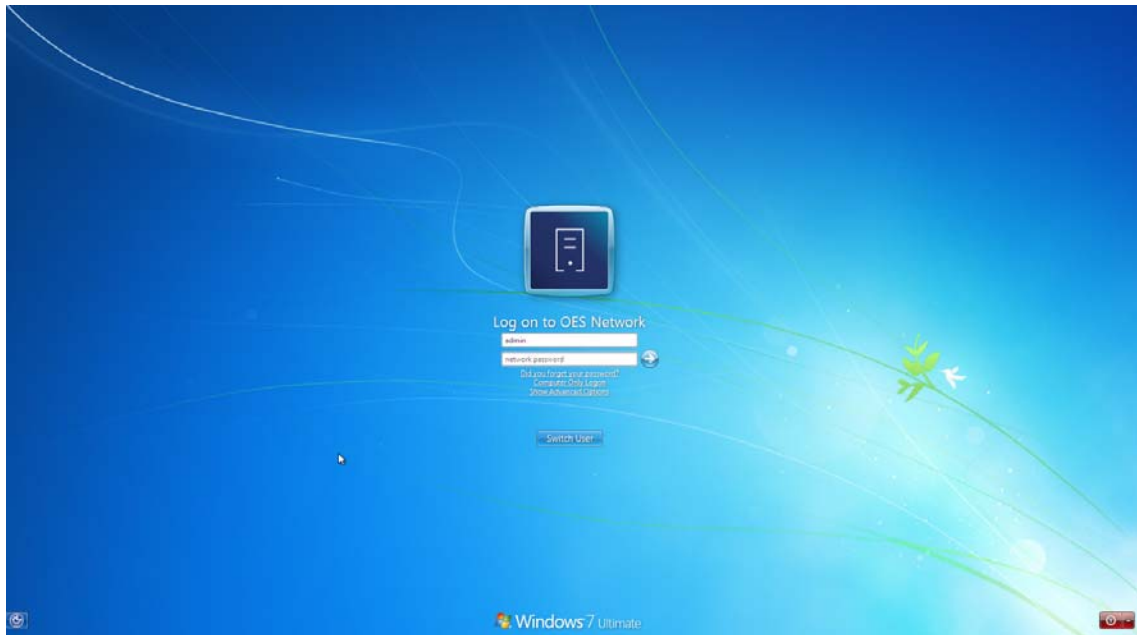 Log on to OES Network
admin
network password
Did you forget your password?
Computer Only Logon
Show Advanced Options
Switch User
Windows 7 Ultimate